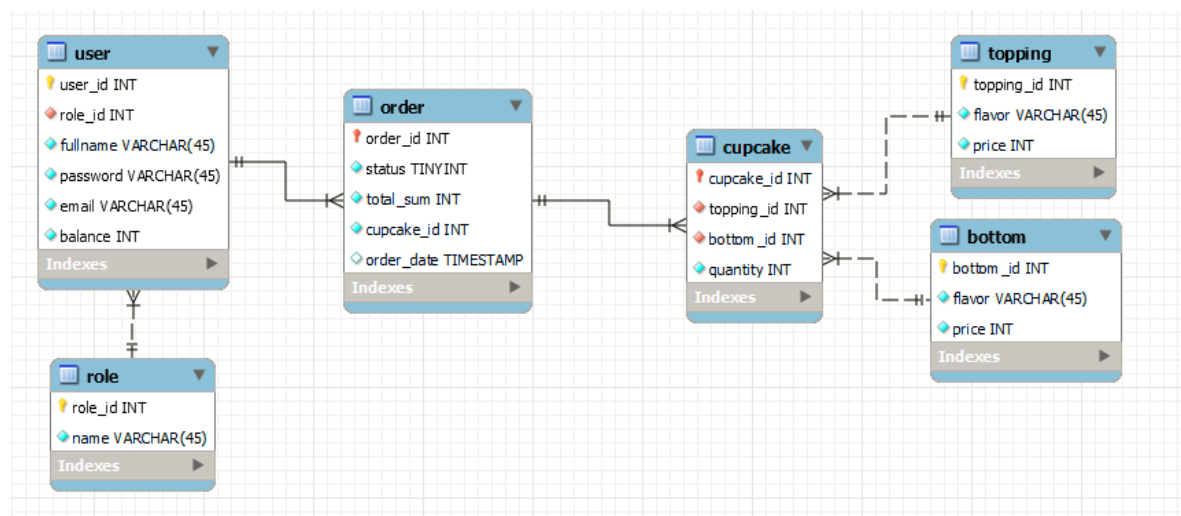 user
user_id INT
role_id INT
fullname VARCHAR(45)
password VARCHAR(45)
email VARCHAR(45)
balance INT
Indexes
order
order_id INT
status TINYINT
total_sum INT
cupcake_id INT
order_date TIMESTAMP
Indexes
cupcake
cupcake_id INT
topping_id INT
bottom_id INT
quantity INT
Indexes
topping
topping_id INT
flavor VARCHAR(45)
price INT
Indexes
bottom
bottom_id INT
flavor VARCHAR(45)
price INT
Indexes
role
role_id INT
name VARCHAR(45)
Indexes